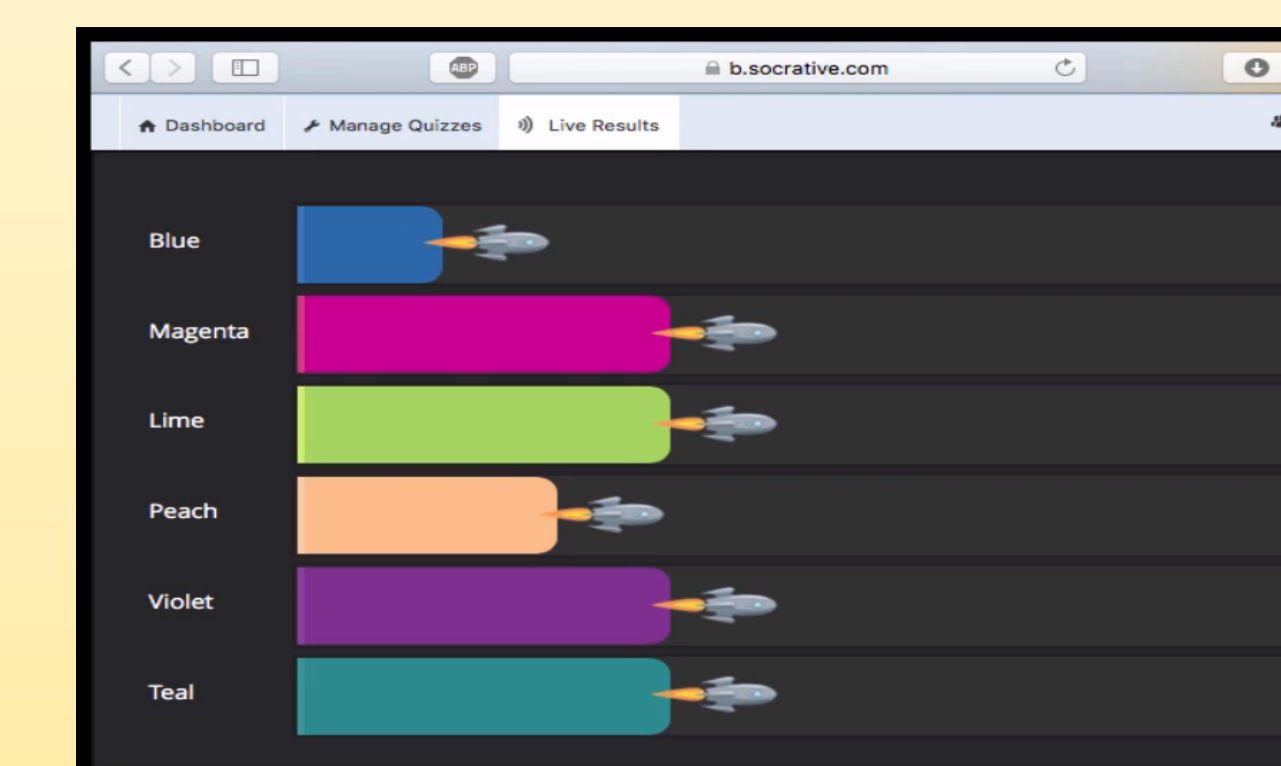 ABP
b.socrative.com
Dashboard
Manage Quizzes
Live Results
Blue
Magenta
Lime
Peach
Violet
Teal